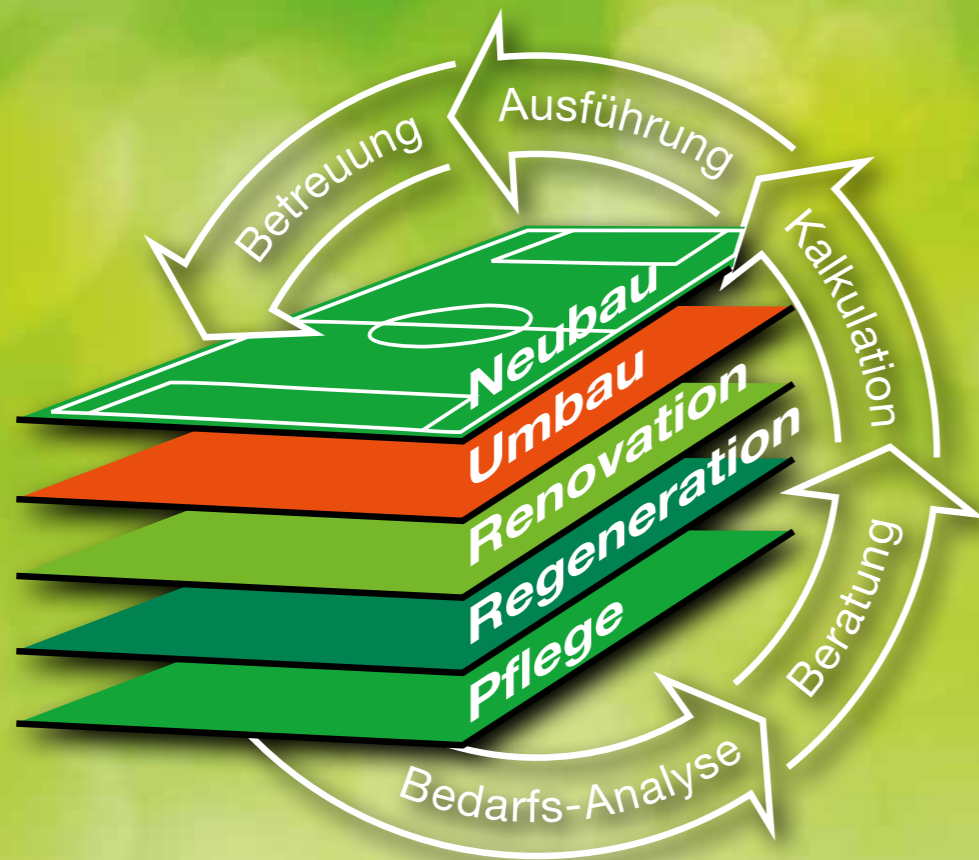 Ausführung
Betreuung
Kalkulation
Neubau
Umbau
Renovation
Regeneration
Pflege
Beratung
Bedarfs-Analyse